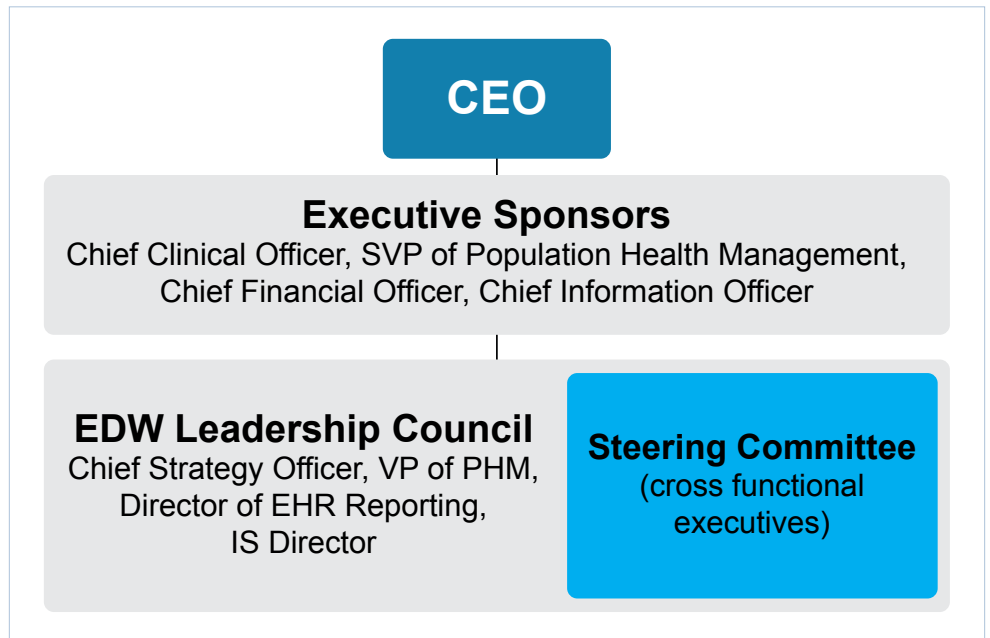 CEO
Executive Sponsors
Chief Clinical Officer, SVP of Population Health Management,
Chief Financial Officer, Chief Information Officer
EDW Leadership Council
Chief Strategy Officer, VP of PHM,
Director of EHR Reporting,
IS Director
Steering Committee
(cross functional
executives)